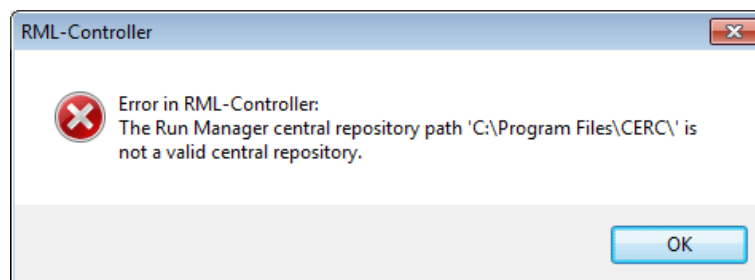 RML-Controller
Error in RML-Controller:
The Run Manager central repository path 'C:\Program Files\CERC\' is
not a valid central repository.
OK